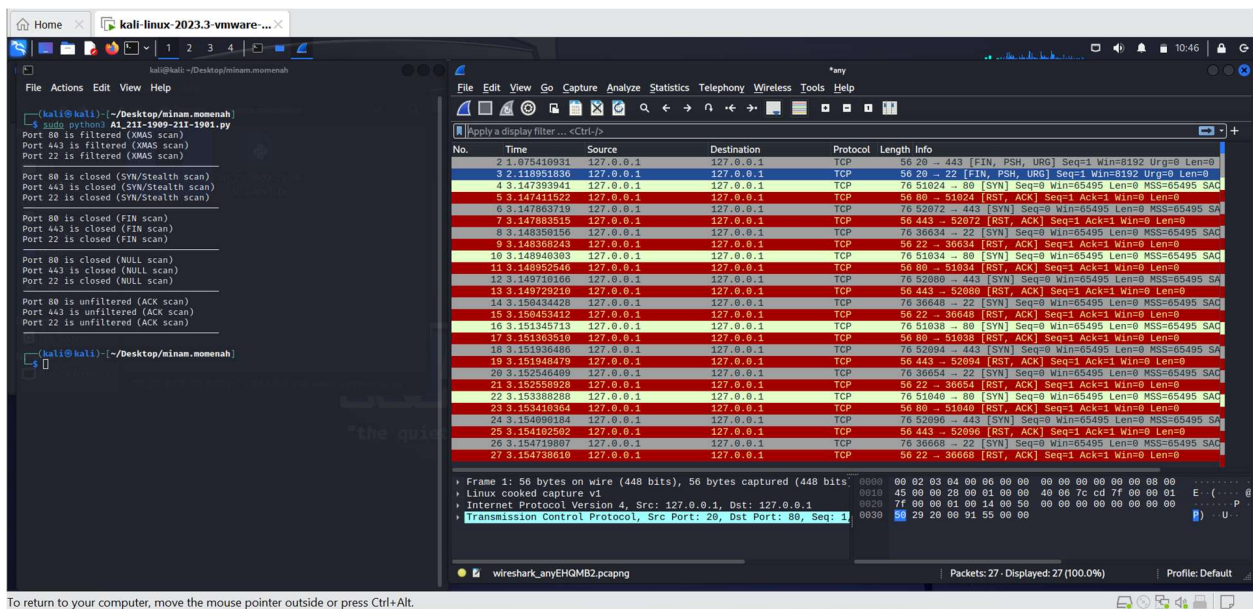 Home
kali-linux-2023.3-vmware-...
1 2 3 4
10:46
kali@kali: ~/Desktop/minam.momenah
File Actions Edit View Help
(kali㉿kali)-[~/Desktop/minam.momenah]
$ sudo python3 A1_21I-1909-21I-1901.py
Port 80 is filtered (XMAS scan)
Port 443 is filtered (XMAS scan)
Port 22 is filtered (XMAS scan)
Port 80 is closed (SYN/Stealth scan)
Port 443 is closed (SYN/Stealth scan)
Port 22 is closed (SYN/Stealth scan)
Port 80 is closed (FIN scan)
Port 443 is closed (FIN scan)
Port 22 is closed (FIN scan)
Port 80 is closed (NULL scan)
Port 443 is closed (NULL scan)
Port 22 is closed (NULL scan)
Port 80 is unfiltered (ACK scan)
Port 443 is unfiltered (ACK scan)
Port 22 is unfiltered (ACK scan)
(kali㉿kali)-[~/Desktop/minam.momenah]
$
"the quie
*any
File Edit View Go Capture Analyze Statistics Telephony Wireless Tools Help
Apply a display filter ... <Ctrl-/>
No. Time Source Destination Protocol Length Info
2 1.075410931 127.0.0.1 127.0.0.1 TCP 56 20 → 443 [FIN, PSH, URG] Seq=1 Win=8192 Urg=0 Len=0
3 2.118951836 127.0.0.1 127.0.0.1 TCP 56 20 → 22 [FIN, PSH, URG] Seq=1 Win=8192 Urg=0 Len=0
4 3.147393941 127.0.0.1 127.0.0.1 TCP 76 51024 → 80 [SYN] Seq=0 Win=65495 Len=0 MSS=65495 SAC
5 3.147411522 127.0.0.1 127.0.0.1 TCP 56 80 → 51024 [RST, ACK] Seq=1 Ack=1 Win=0 Len=0
6 3.147863719 127.0.0.1 127.0.0.1 TCP 76 52072 → 443 [SYN] Seq=0 Win=65495 Len=0 MSS=65495 SA
7 3.147883515 127.0.0.1 127.0.0.1 TCP 56 443 → 52072 [RST, ACK] Seq=1 Ack=1 Win=0 Len=0
8 3.148350156 127.0.0.1 127.0.0.1 TCP 76 36634 → 22 [SYN] Seq=0 Win=65495 Len=0 MSS=65495 SAC
9 3.148368243 127.0.0.1 127.0.0.1 TCP 56 22 → 36634 [RST, ACK] Seq=1 Ack=1 Win=0 Len=0
10 3.148940303 127.0.0.1 127.0.0.1 TCP 76 51034 → 80 [SYN] Seq=0 Win=65495 Len=0 MSS=65495 SAC
11 3.148952546 127.0.0.1 127.0.0.1 TCP 56 80 → 51034 [RST, ACK] Seq=1 Ack=1 Win=0 Len=0
12 3.149710166 127.0.0.1 127.0.0.1 TCP 76 52080 → 443 [SYN] Seq=0 Win=65495 Len=0 MSS=65495 SA
13 3.149729210 127.0.0.1 127.0.0.1 TCP 56 443 → 52080 [RST, ACK] Seq=1 Ack=1 Win=0 Len=0
14 3.150434428 127.0.0.1 127.0.0.1 TCP 76 36648 → 22 [SYN] Seq=0 Win=65495 Len=0 MSS=65495 SAC
15 3.150453412 127.0.0.1 127.0.0.1 TCP 56 22 → 36648 [RST, ACK] Seq=1 Ack=1 Win=0 Len=0
16 3.151345713 127.0.0.1 127.0.0.1 TCP 76 51038 → 80 [SYN] Seq=0 Win=65495 Len=0 MSS=65495 SAC
17 3.151363510 127.0.0.1 127.0.0.1 TCP 56 80 → 51038 [RST, ACK] Seq=1 Ack=1 Win=0 Len=0
18 3.151936486 127.0.0.1 127.0.0.1 TCP 76 52094 → 443 [SYN] Seq=0 Win=65495 Len=0 MSS=65495 SA
19 3.151948479 127.0.0.1 127.0.0.1 TCP 56 443 → 52094 [RST, ACK] Seq=1 Ack=1 Win=0 Len=0
20 3.152546409 127.0.0.1 127.0.0.1 TCP 76 36654 → 22 [SYN] Seq=0 Win=65495 Len=0 MSS=65495 SAC
21 3.152558928 127.0.0.1 127.0.0.1 TCP 56 22 → 36654 [RST, ACK] Seq=1 Ack=1 Win=0 Len=0
22 3.153388288 127.0.0.1 127.0.0.1 TCP 76 51040 → 80 [SYN] Seq=0 Win=65495 Len=0 MSS=65495 SAC
23 3.153410364 127.0.0.1 127.0.0.1 TCP 56 80 → 51040 [RST, ACK] Seq=1 Ack=1 Win=0 Len=0
24 3.154090184 127.0.0.1 127.0.0.1 TCP 76 52096 → 443 [SYN] Seq=0 Win=65495 Len=0 MSS=65495 SA
25 3.154102502 127.0.0.1 127.0.0.1 TCP 56 443 → 52096 [RST, ACK] Seq=1 Ack=1 Win=0 Len=0
26 3.154719807 127.0.0.1 127.0.0.1 TCP 76 36668 → 22 [SYN] Seq=0 Win=65495 Len=0 MSS=65495 SAC
27 3.154738610 127.0.0.1 127.0.0.1 TCP 56 22 → 36668 [RST, ACK] Seq=1 Ack=1 Win=0 Len=0
Frame 1: 56 bytes on wire (448 bits), 56 bytes captured (448 bits)
Linux cooked capture v1
Internet Protocol Version 4, Src: 127.0.0.1, Dst: 127.0.0.1
Transmission Control Protocol, Src Port: 20, Dst Port: 80, Seq: 1,
0000 00 02 03 04 00 06 00 00 00 00 00 00 00 00 08 00 ········ ········
0010 45 00 00 28 00 01 00 00 40 06 7c cd 7f 00 00 01 E··(···· @
0020 7f 00 00 01 00 14 00 50 00 00 00 00 00 00 00 00 ·······P
0030 50 29 20 00 91 55 00 00 P) ··U··
wireshark_anyEHQMB2.pcapng
Packets: 27 · Displayed: 27 (100.0%)
Profile: Default
To return to your computer, move the mouse pointer outside or press Ctrl+Alt.